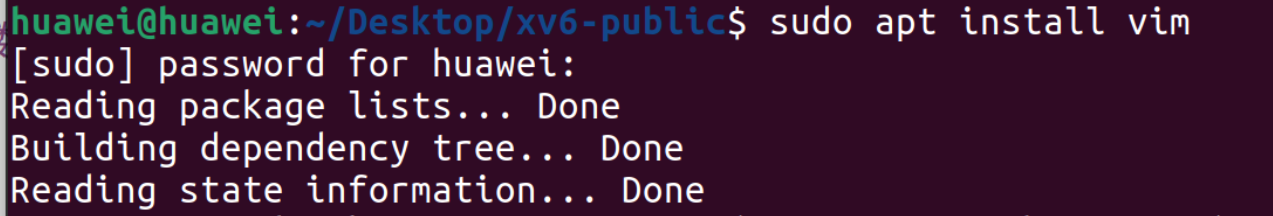 huawei@huawei:~/Desktop/xv6-public$ sudo apt install vim
[sudo] password for huawei:
Reading package lists... Done
Building dependency tree... Done
Reading state information... Done